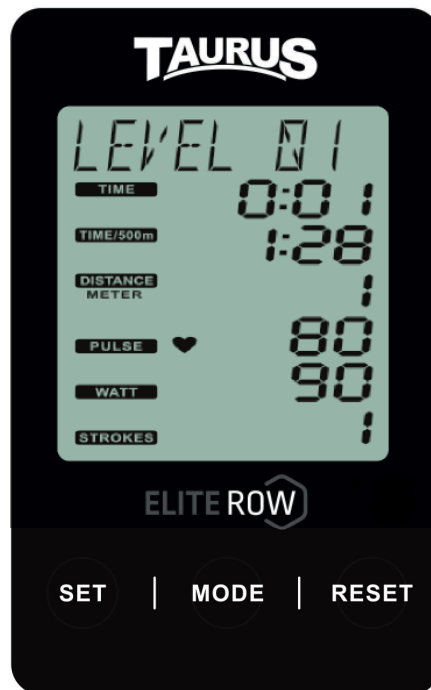 TAURUS
LEVEL 01
TIME 0:01
TIME/500m 1:28
DISTANCE 1
METER
PULSE 80
WATT 90
STROKES 1
ELITE ROW
SET | MODE | RESET